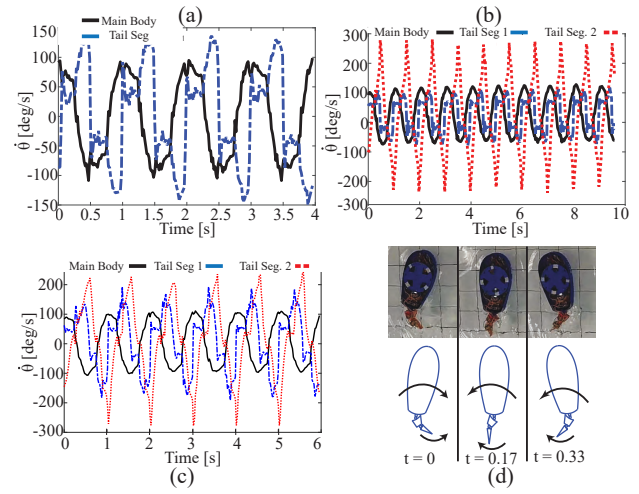 (a)
Main Body
Tail Seg
150
100
50
0
-50
-100
-150
θ̇ [deg/s]
0 0.5 1 1.5 2 2.5 3 3.5 4
Time [s]
(b)
Main Body Tail Seg 1 Tail Seg. 2
300
200
100
0
-100
-200
-300
θ̇ [deg/s]
0 2 4 6 8 10
Time [s]
Main Body Tail Seg 1 Tail Seg. 2
200
100
0
-100
-200
-300
θ̇ [deg/s]
0 1 2 3 4 5 6
Time [s]
(c)
t = 0 t = 0.17 t = 0.33
(d)